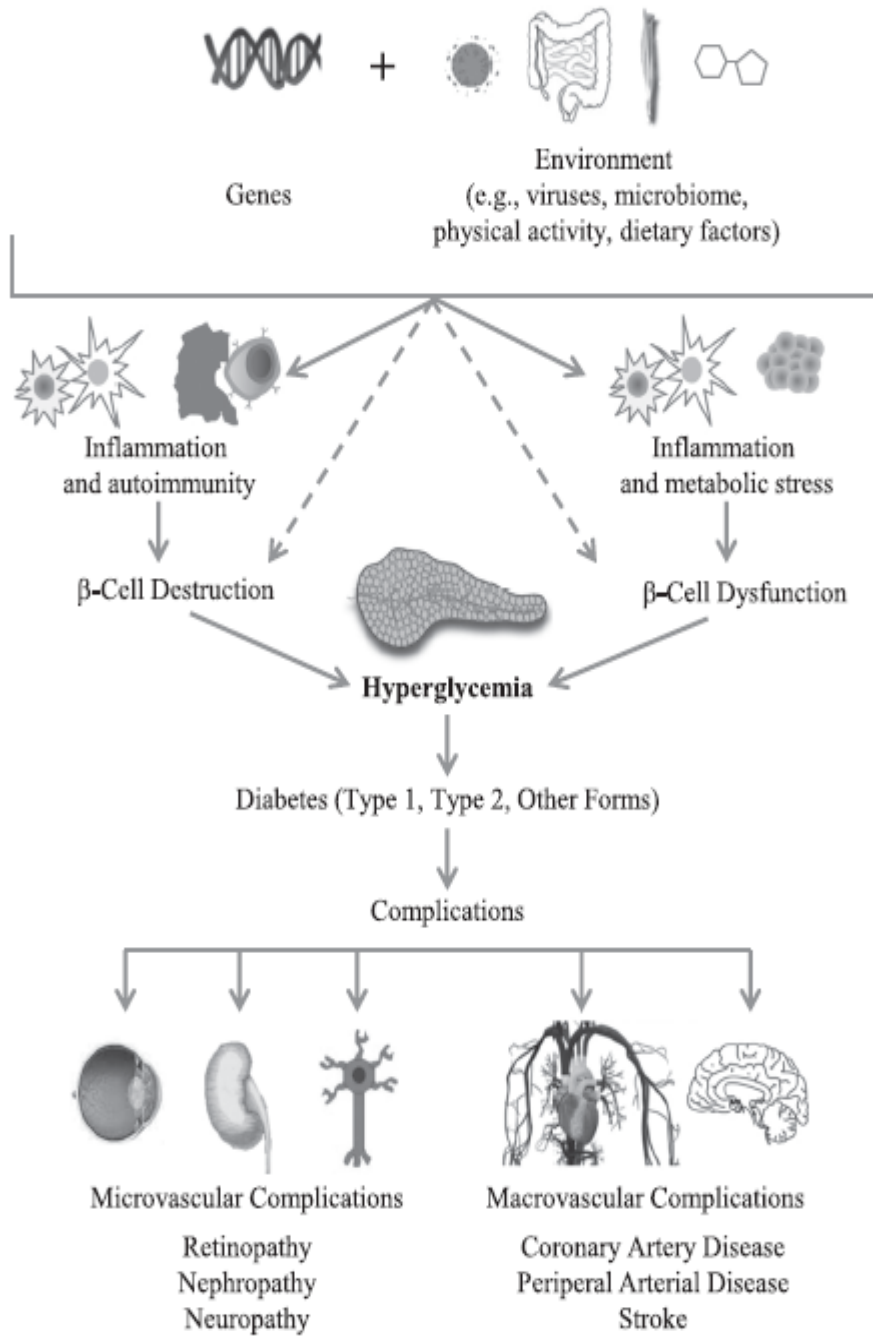 +
Genes
Environment
(e.g., viruses, microbiome,
physical activity, dietary factors)
Inflammation
and autoimmunity
Inflammation
and metabolic stress
β-Cell Destruction
β-Cell Dysfunction
Hyperglycemia
Diabetes (Type 1, Type 2, Other Forms)
Complications
Microvascular Complications
Retinopathy
Nephropathy
Neuropathy
Macrovascular Complications
Coronary Artery Disease
Periperal Arterial Disease
Stroke